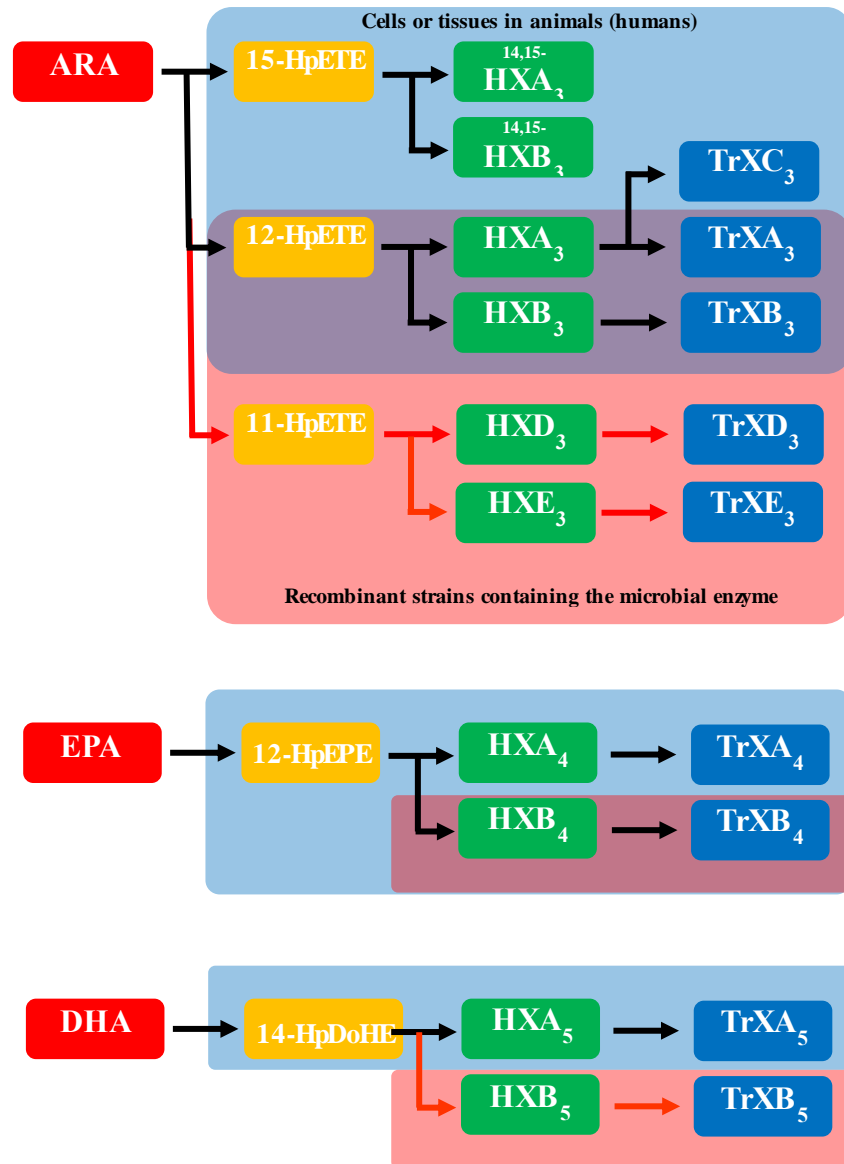 Cells or tissues in animals (humans)
ARA
15-HpETE
14,15-
HXA3
14,15-
HXB3
TrXC3
12-HpETE
HXA3
TrXA3
HXB3
TrXB3
11-HpETE
HXD3
TrXD3
HXE3
TrXE3
Recombinant strains containing the microbial enzyme
EPA
12-HpEPE
HXA4
TrXA4
HXB4
TrXB4
DHA
14-HpDoHE
HXA5
TrXA5
HXB5
TrXB5